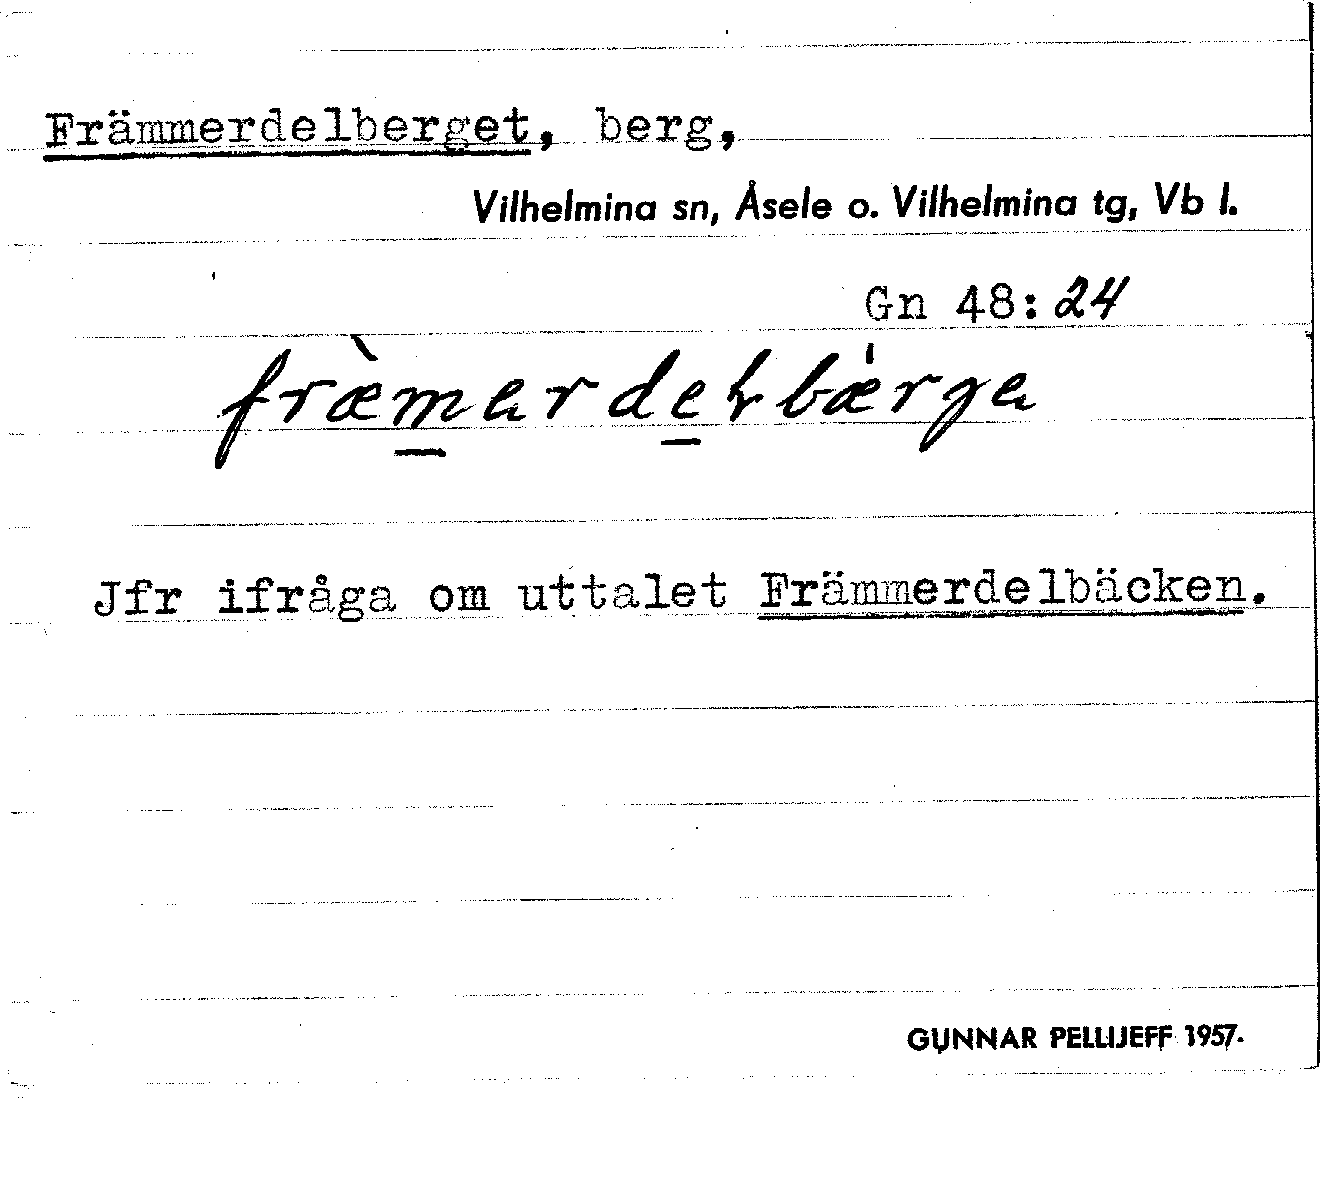 Främmerdelberget, berg,
Vilhelmina sn, Åsele o. Vilhelmina tg, Vb l.
Gn 48:24
Jfr ifråga om uttalet Främmerdelbäcken.
GUNNAR PELLIJEFF 1957.